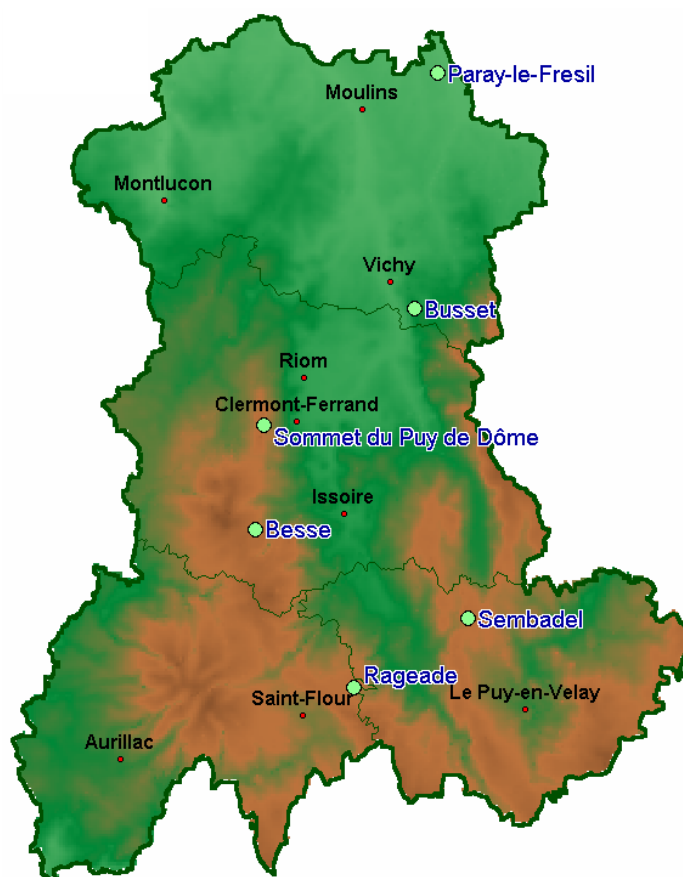 Paray-le-Fresil
Moulins
Montlucon
Vichy
Busset
Riom
Clermont-Ferrand
Sommet du Puy de Dôme
Issoire
Besse
Sembadel
Rageade
Saint-Flour
Le Puy-en-Velay
Aurillac